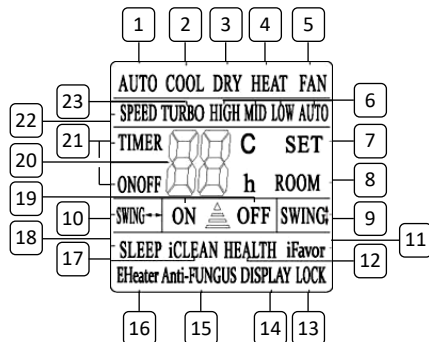 1 2 3 4 5
AUTO COOL DRY HEAT FAN
23 6
SPEED TURBO HIGH MID LOW AUTO
22
21 TIMER 88 C SET 7
20
ONOFF h ROOM 8
19
10 SWING ON OFF SWING 9
18 11
SLEEP iCLEAN HEALTH iFavor
17 12
EHeater Anti-FUNGUS DISPLAY LOCK
16 15 14 13